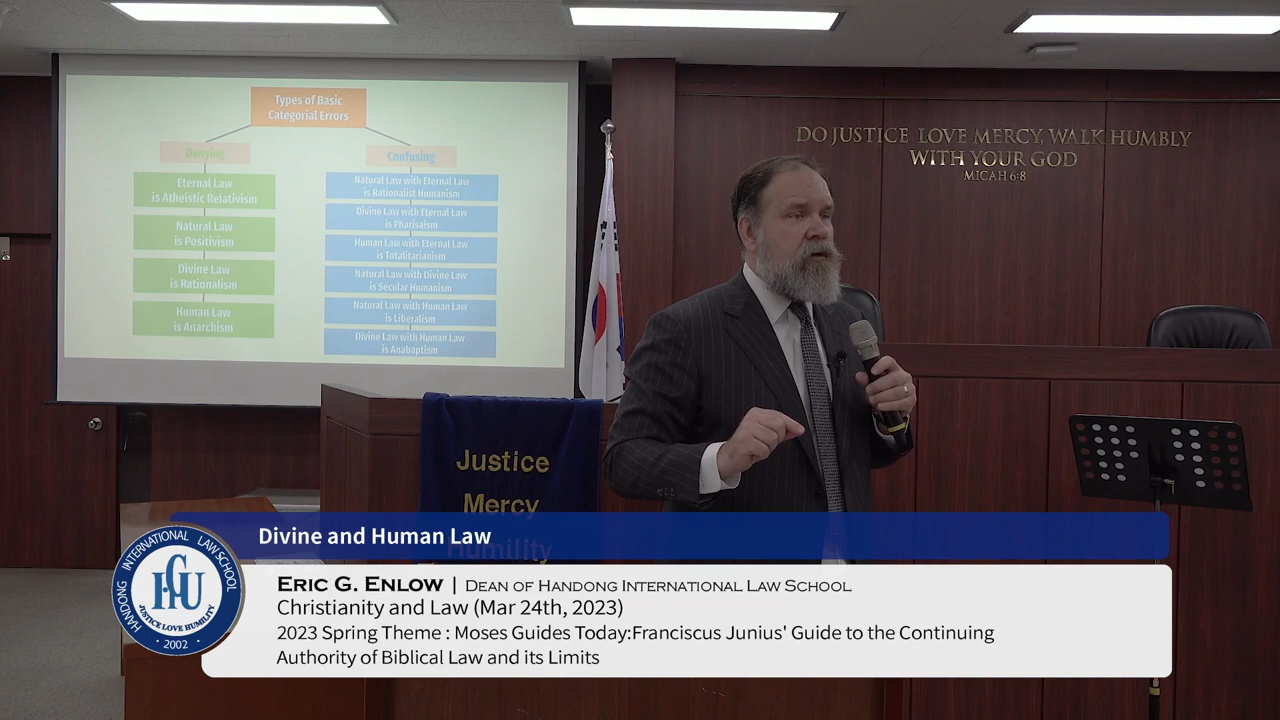 Types of Basic
Categorial Errors
Denying
Eternal Law
is Atheistic Relativism
Natural Law
is Positivism
Divine Law
is Rationalism
Human Law
is Anarchism
Confusing
Natural Law with Eternal Law
is Rationalist Humanism
Divine Law with Eternal Law
is Pharisaism
Human Law with Eternal Law
is Totalitarianism
Natural Law with Divine Law
is Secular Humanism
Natural Law with Human Law
is Liberalism
Divine Law with Human Law
is Anabaptism
DO JUSTICE LOVE MERCY, WALK HUMBLY
WITH YOUR GOD
MICAH 6:8
Justice
Mercy
Humility
Divine and Human Law
HANDONG INTERNATIONAL LAW SCHOOL
HGU
JUSTICE LOVE HUMILITY
· 2002 ·
ERIC G. ENLOW | DEAN OF HANDONG INTERNATIONAL LAW SCHOOL
Christianity and Law (Mar 24th, 2023)
2023 Spring Theme : Moses Guides Today:Franciscus Junius' Guide to the Continuing
Authority of Biblical Law and its Limits